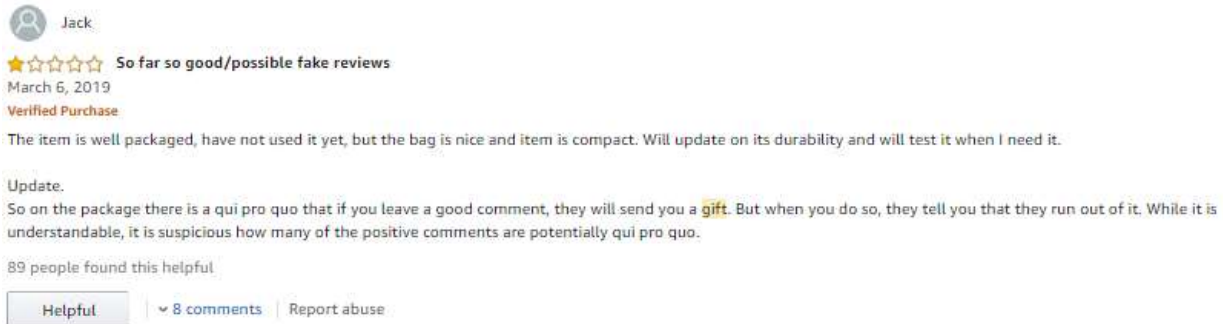 Jack
So far so good/possible fake reviews
March 6, 2019
Verified Purchase
The item is well packaged, have not used it yet, but the bag is nice and item is compact. Will update on its durability and will test it when I need it.
Update.
So on the package there is a qui pro quo that if you leave a good comment, they will send you a gift. But when you do so, they tell you that they run out of it. While it is
understandable, it is suspicious how many of the positive comments are potentially qui pro quo.
89 people found this helpful
Helpful 8 comments Report abuse